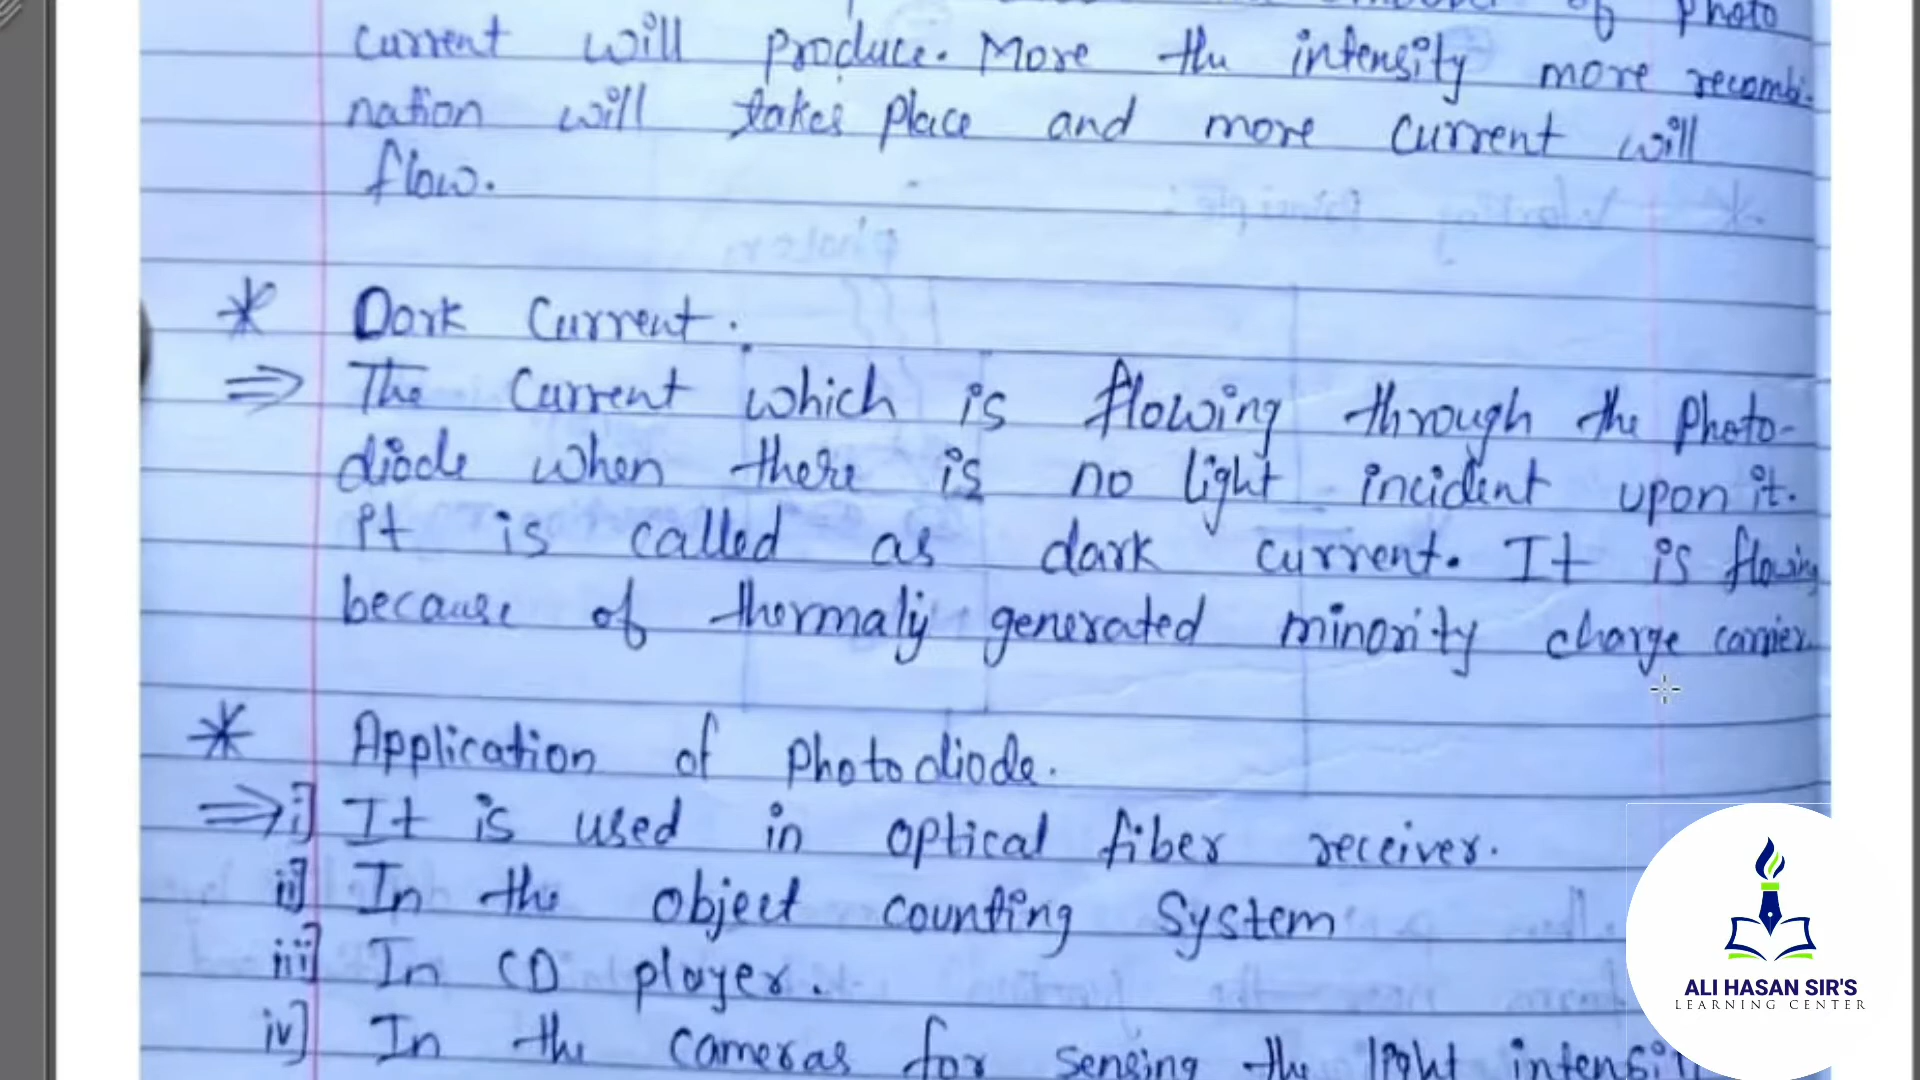 of photo
current will produce. More the intensity more recombi-
nation will takes place and more current will
flow.
* Dark Current.
⇒ The Current which is flowing through the photo-
diode when there is no light incident upon it.
it is called as dark current. It is flowing
because of thermaly generated minority charge carrier.
* Application of photodiode.
⇒ i] It is used in optical fiber receiver.
ii] In the object counting System
iii] In CD player.
iv] In the cameras for sensing the light
ALI HASAN SIR'S
LEARNING CENTER